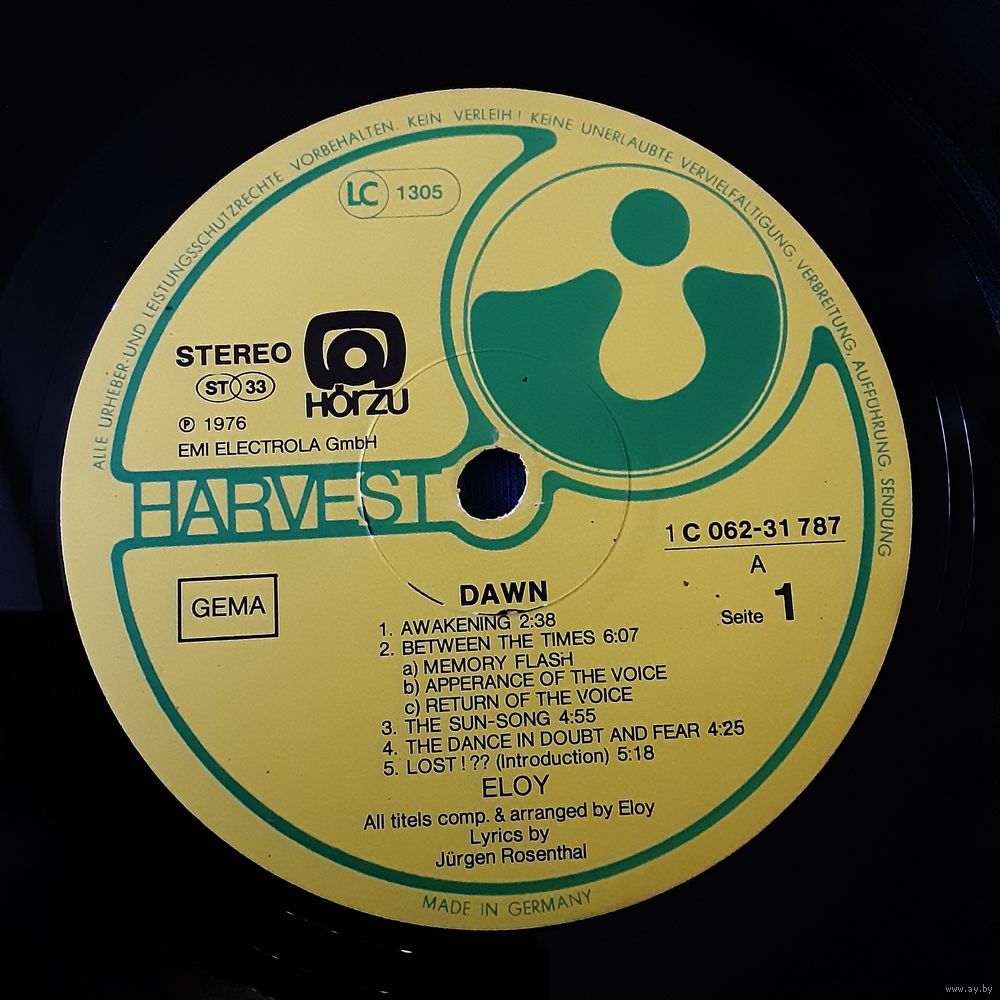 ALLE URHEBER- UND LEISTUNGSSCHUTZRECHTE VORBEHALTEN. KEIN VERLEIH! KEINE UNERLAUBTE VERVIELFÄLTIGUNG, VERBREITUNG, AUFFÜHRUNG, SENDUNG
LC 1305
STEREO
ST 33
HÖRZU
℗ 1976
EMI ELECTROLA GmbH
HARVEST
1 C 062-31 787
A
Seite 1
GEMA
DAWN
1. AWAKENING 2:38
2. BETWEEN THE TIMES 6:07
a) MEMORY FLASH
b) APPERANCE OF THE VOICE
c) RETURN OF THE VOICE
3. THE SUN-SONG 4:55
4. THE DANCE IN DOUBT AND FEAR 4:25
5. LOST!?? (Introduction) 5:18
ELOY
All titels comp. & arranged by Eloy
Lyrics by
Jürgen Rosenthal
MADE IN GERMANY
www.ay.by